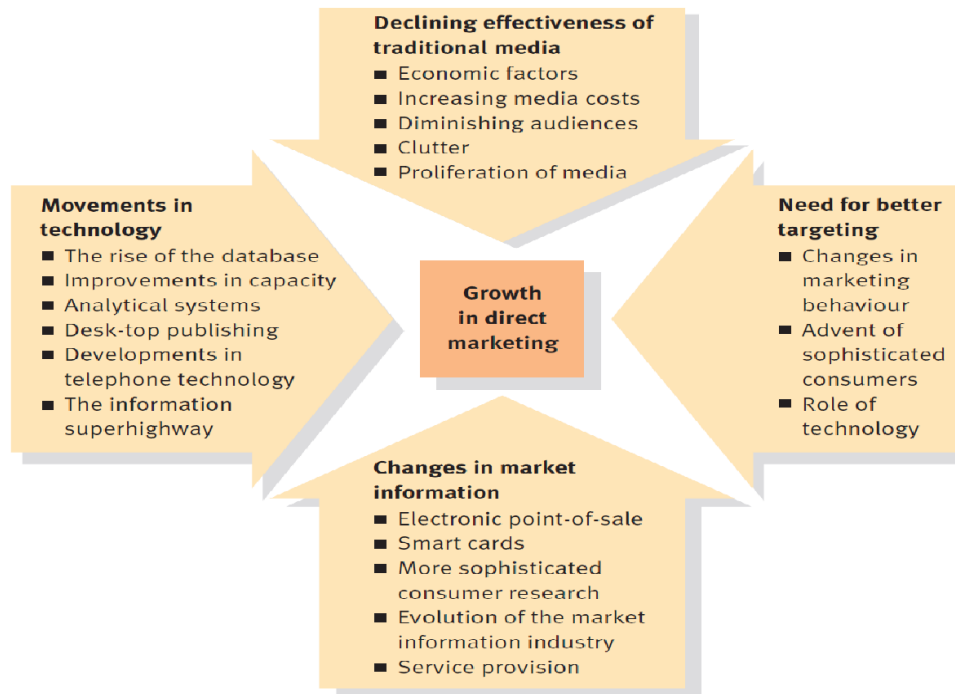 Declining effectiveness of
traditional media
■ Economic factors
■ Increasing media costs
■ Diminishing audiences
■ Clutter
■ Proliferation of media
Movements in
technology
■ The rise of the database
■ Improvements in capacity
■ Analytical systems
■ Desk-top publishing
■ Developments in
telephone technology
■ The information
superhighway
Growth
in direct
marketing
Need for better
targeting
■ Changes in
marketing
behaviour
■ Advent of
sophisticated
consumers
■ Role of
technology
Changes in market
information
■ Electronic point-of-sale
■ Smart cards
■ More sophisticated
consumer research
■ Evolution of the market
information industry
■ Service provision